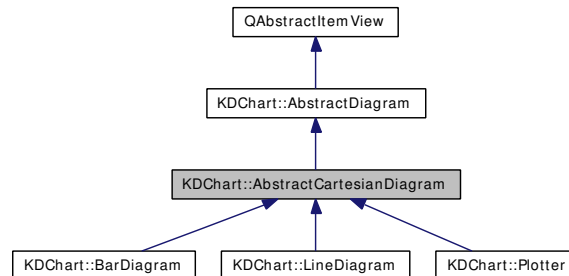 QAbstractItemView
KDChart::AbstractDiagram
KDChart::AbstractCartesianDiagram
KDChart::BarDiagram
KDChart::LineDiagram
KDChart::Plotter